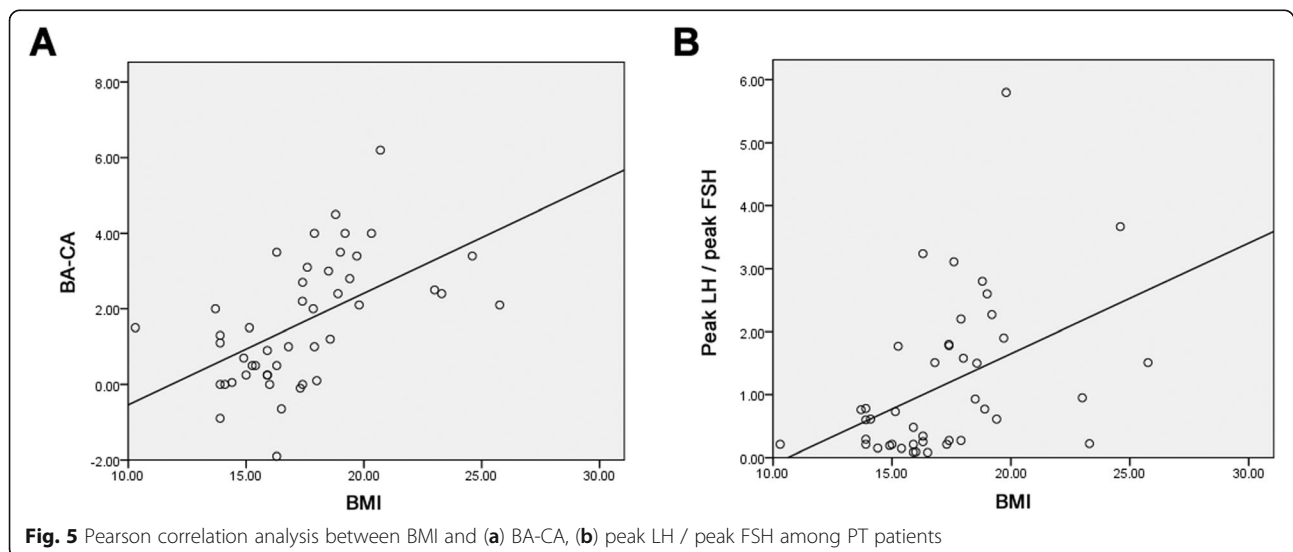 A
8.00
6.00
4.00
2.00
0.00
-2.00
BA-CA
10.00 15.00 20.00 25.00 30.00
BMI
B
6.00
5.00
4.00
3.00
2.00
1.00
0.00
Peak LH / peak FSH
10.00 15.00 20.00 25.00 30.00
BMI
Fig. 5 Pearson correlation analysis between BMI and (a) BA-CA, (b) peak LH / peak FSH among PT patients